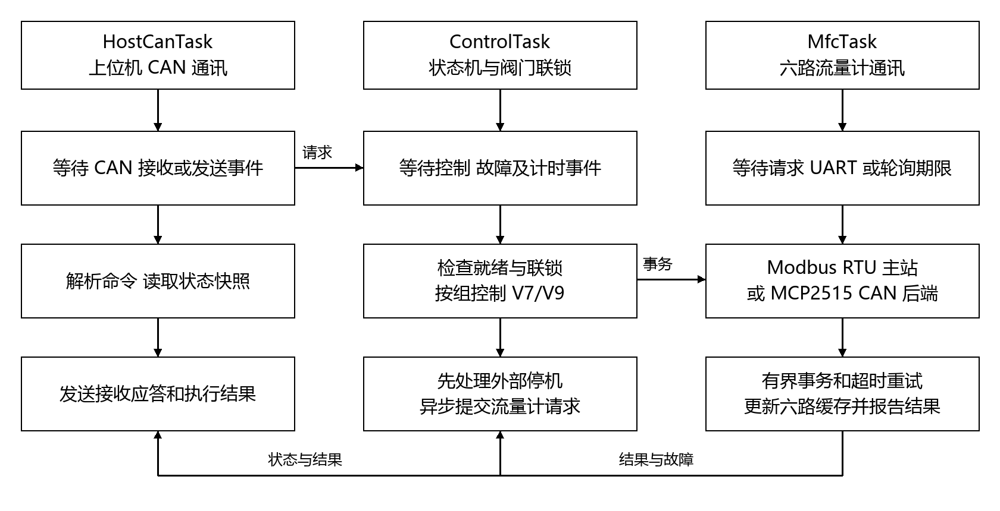 HostCanTask
上位机 CAN 通讯
ControlTask
状态机与阀门联锁
MfcTask
六路流量计通讯
等待 CAN 接收或发送事件
请求
等待控制 故障及计时事件
等待请求 UART 或轮询期限
解析命令 读取状态快照
检查就绪与联锁
按组控制 V7/V9
事务
Modbus RTU 主站
或 MCP2515 CAN 后端
发送接收应答和执行结果
先处理外部停机
异步提交流量计请求
有界事务和超时重试
更新六路缓存并报告结果
状态与结果
结果与故障